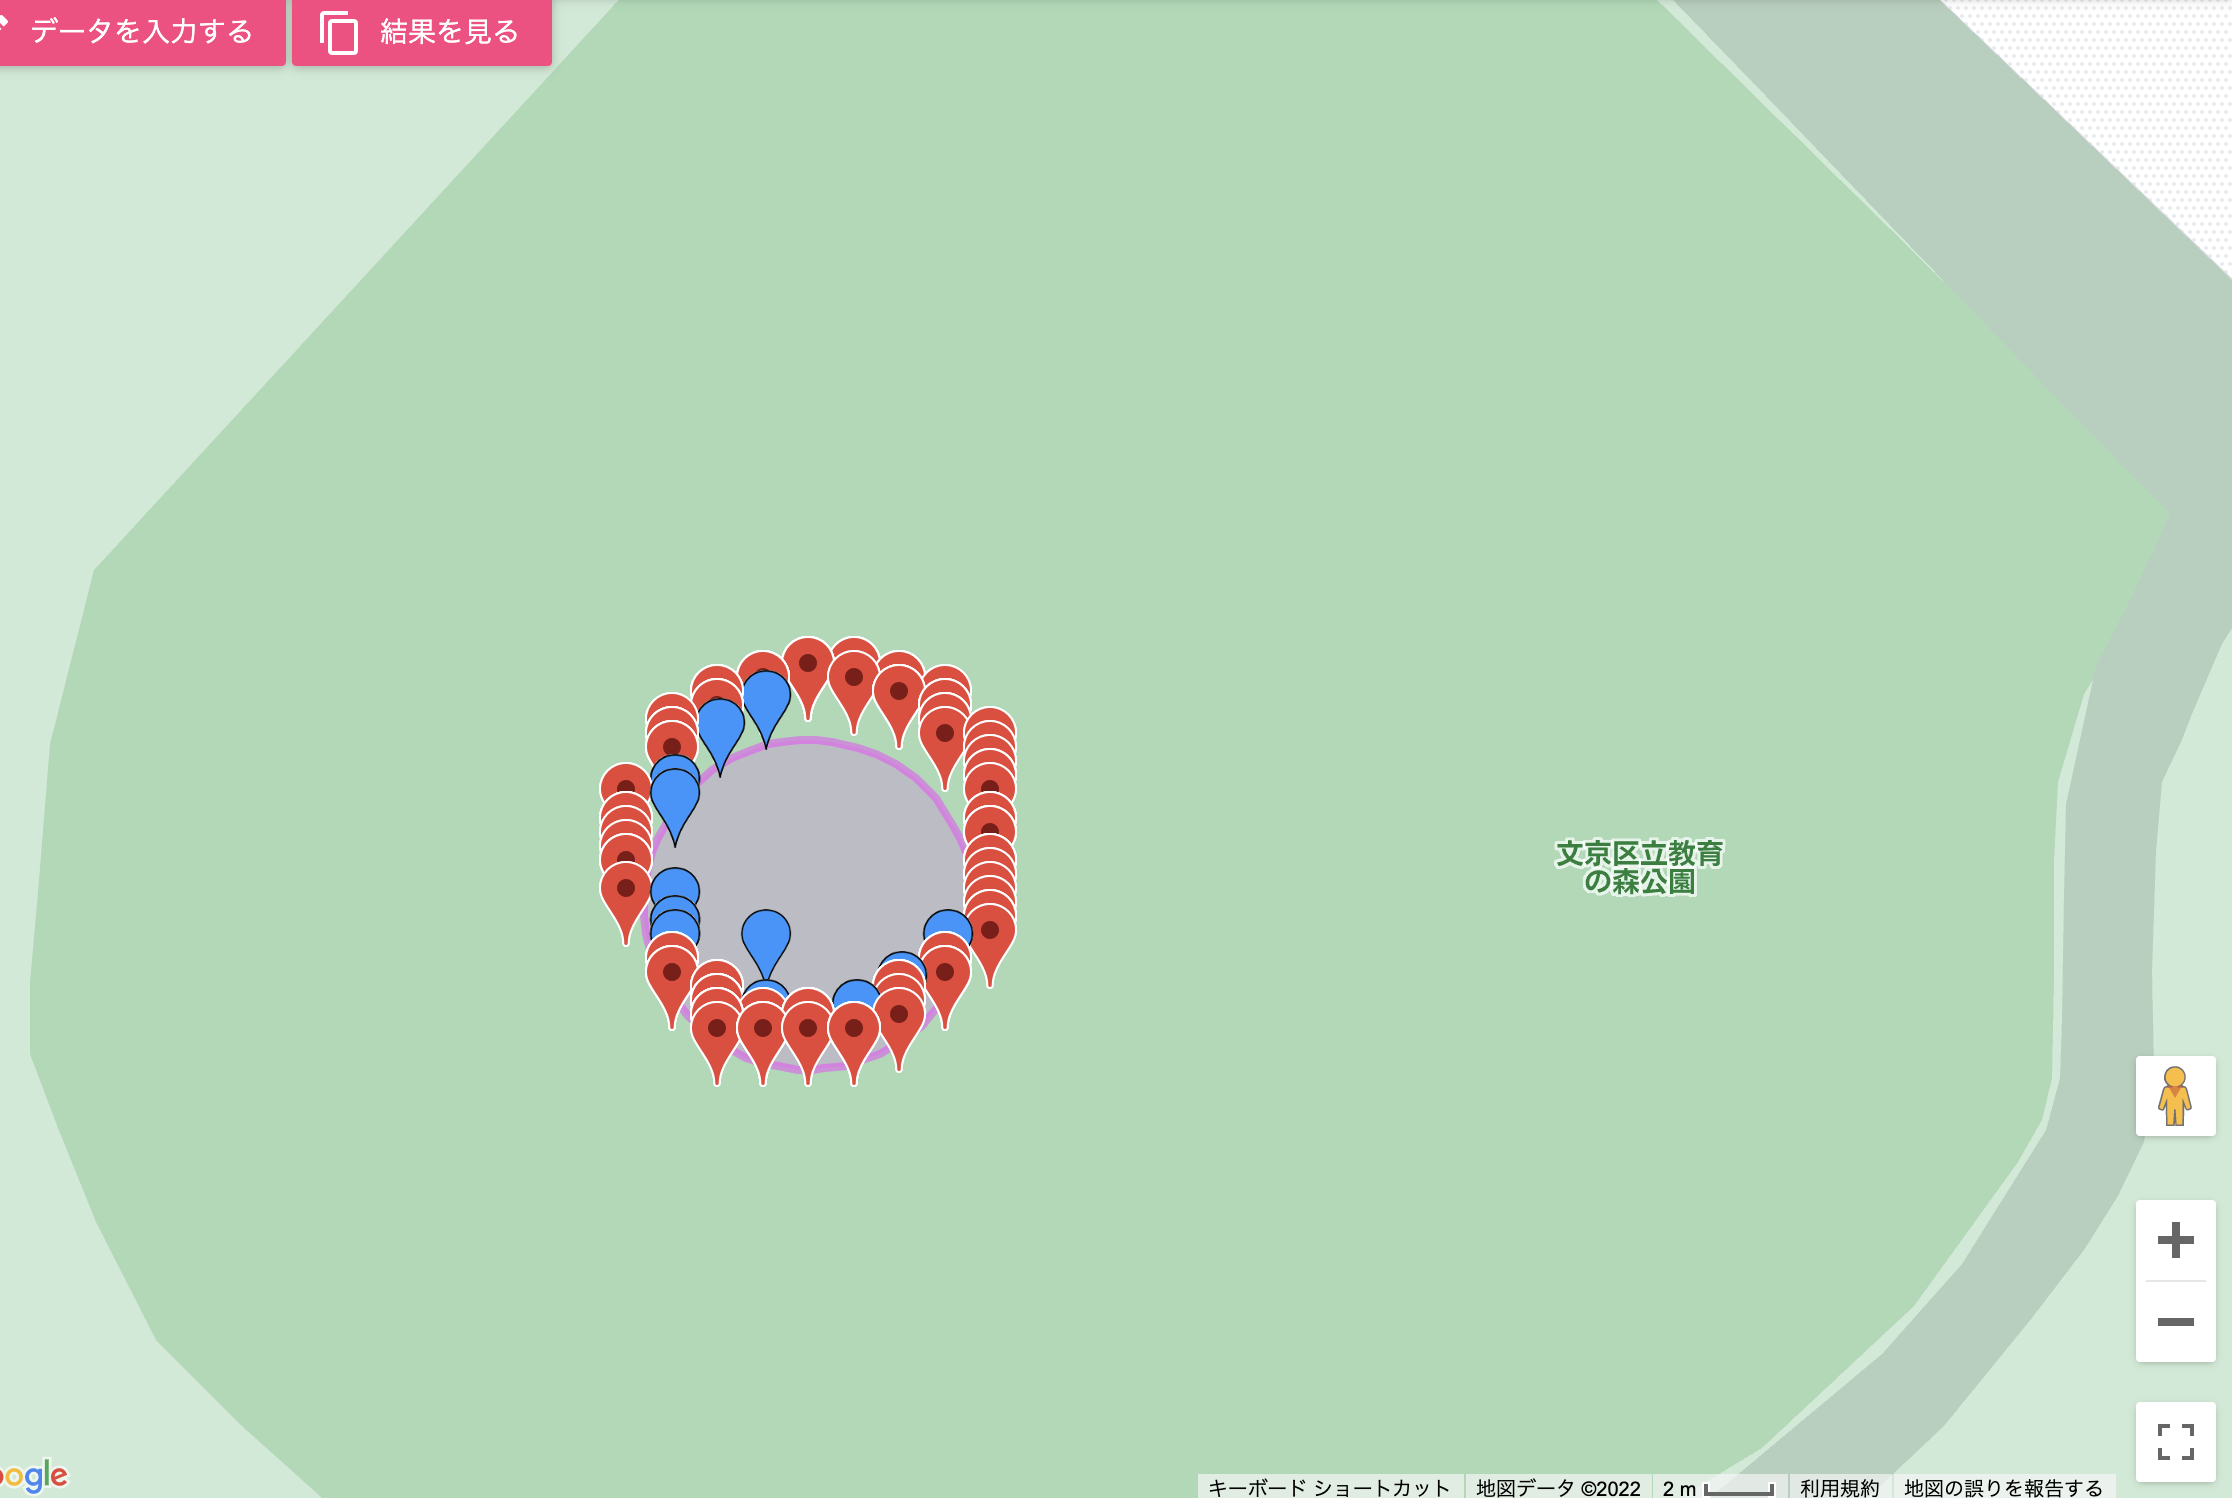 データを入力する
結果を見る
文京区立教育
の森公園
ogle
キーボード ショートカット
地図データ ©2022
2 m
利用規約
地図の誤りを報告する